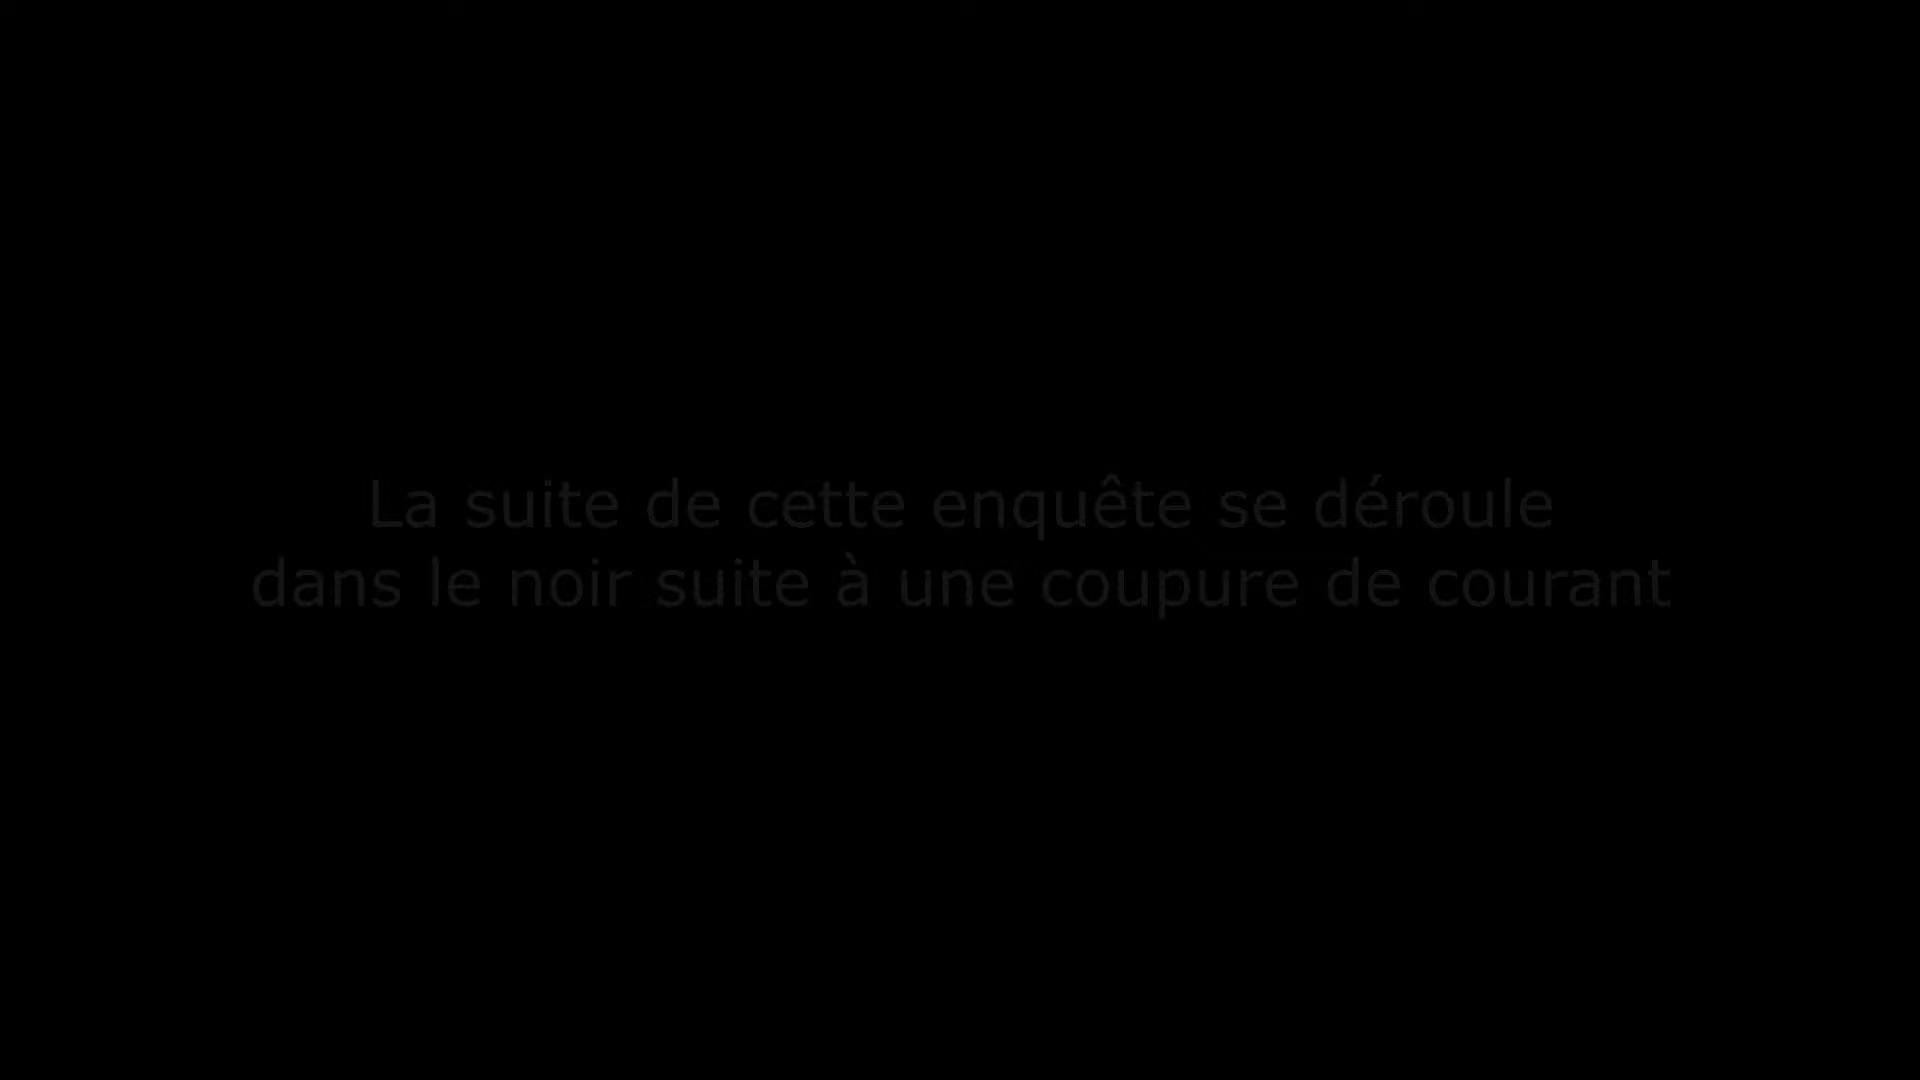 La suite de cette enquête se déroule
dans le noir suite à une coupure de courant